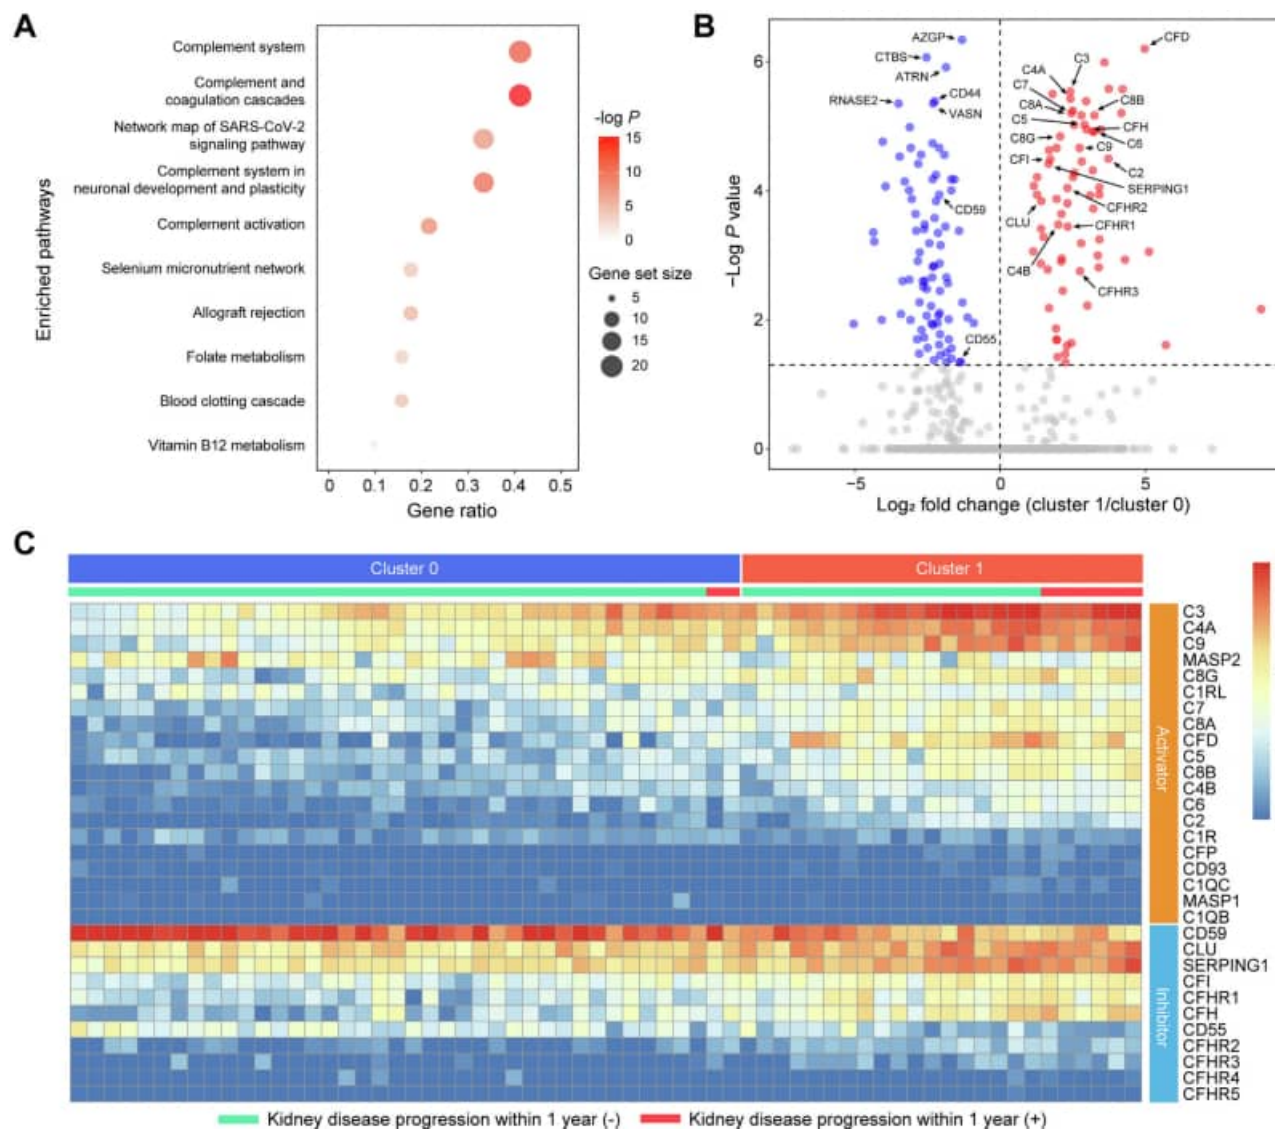 A
Complement system
Complement and
coagulation cascades
Network map of SARS-CoV-2
signaling pathway
Complement system in
neuronal development and plasticity
Complement activation
Selenium micronutrient network
Allograft rejection
Folate metabolism
Blood clotting cascade
Vitamin B12 metabolism
Enriched pathways
0 0.1 0.2 0.3 0.4 0.5
Gene ratio
-log P
15
10
5
0
Gene set size
5
10
15
20
B
AZGP
CTBS
ATRN
RNASE2
CD44
VASN
CD59
CD55
CFD
C3
C4A
C7
C8A
C5
C8G
CFI
C8B
CFH
C6
C9
C2
SERPING1
CLU
CFHR2
CFHR1
C4B
CFHR3
6
4
2
0
−Log P value
−5 0 5
Log₂ fold change (cluster 1/cluster 0)
C
Cluster 0 Cluster 1
C3
C4A
C9
MASP2
C8G
C1RL
C7
C8A
CFD
C5
C8B
C4B
C6
C2
C1R
CFP
CD93
C1QC
MASP1
C1QB
CD59
CLU
SERPING1
CFI
CFHR1
CFH
CD55
CFHR2
CFHR3
CFHR4
CFHR5
Activator
Inhibitor
Kidney disease progression within 1 year (-) Kidney disease progression within 1 year (+)